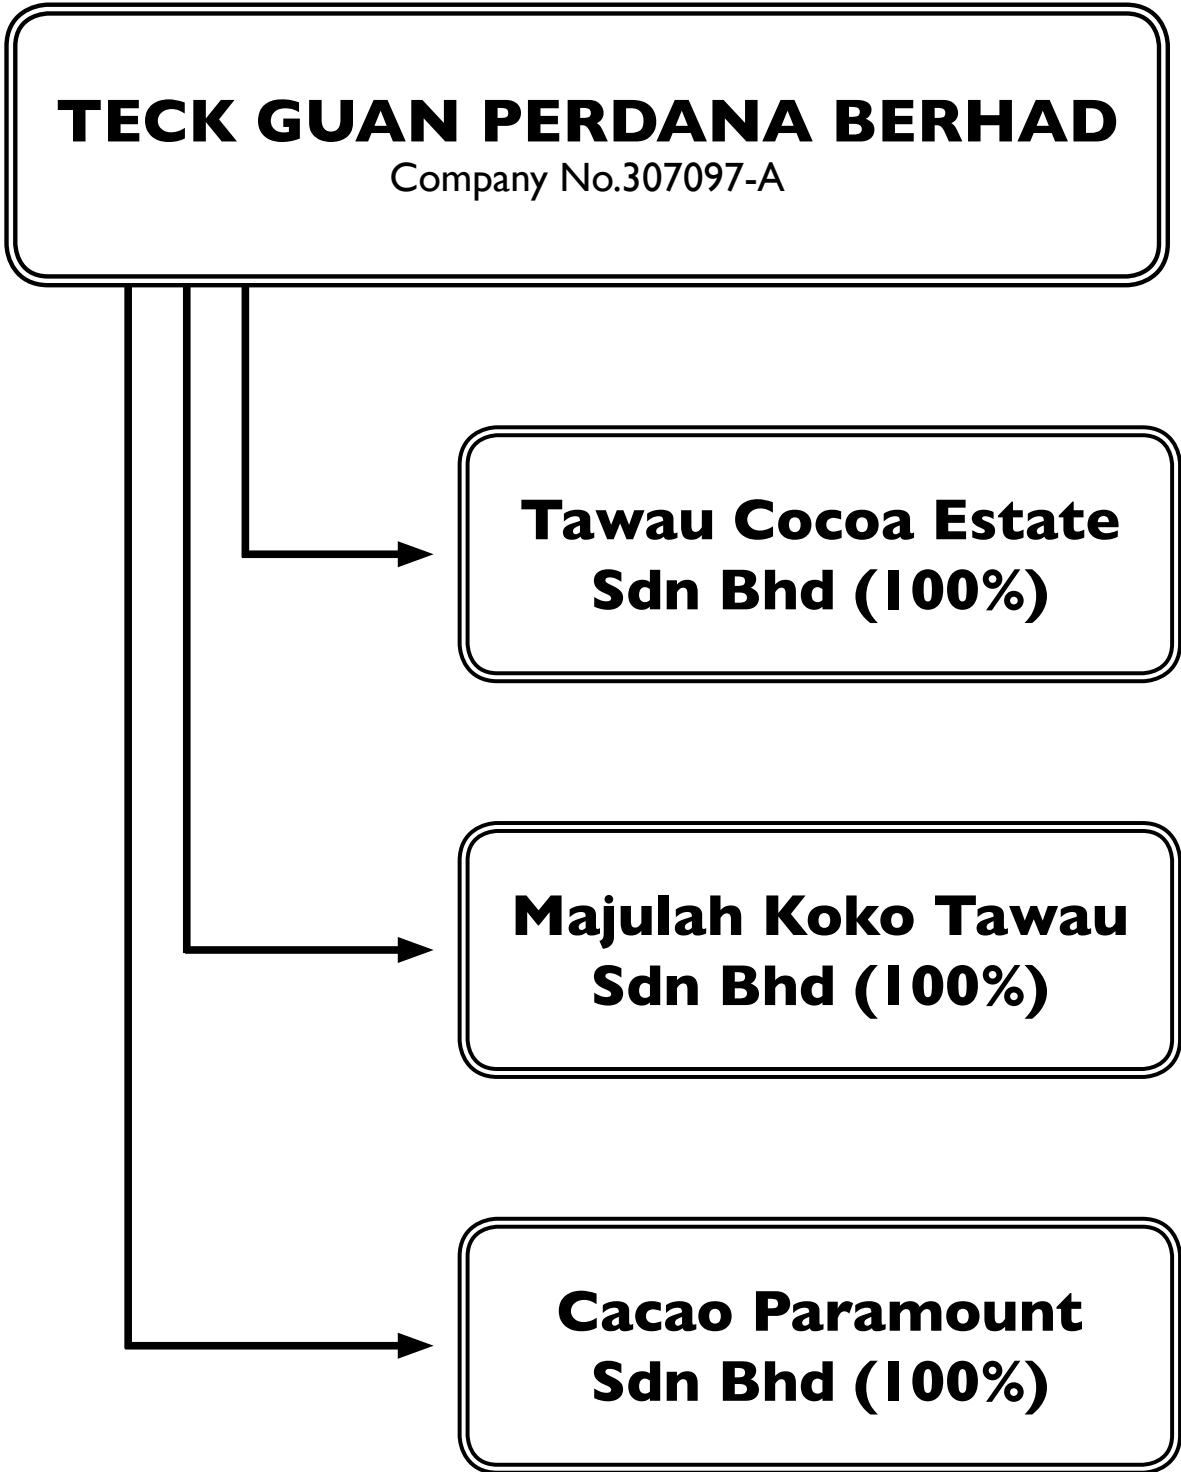 TECK GUAN PERDANA BERHAD
Company No.307097-A
Tawau Cocoa Estate
Sdn Bhd (100%)
Majulah Koko Tawau
Sdn Bhd (100%)
Cacao Paramount
Sdn Bhd (100%)